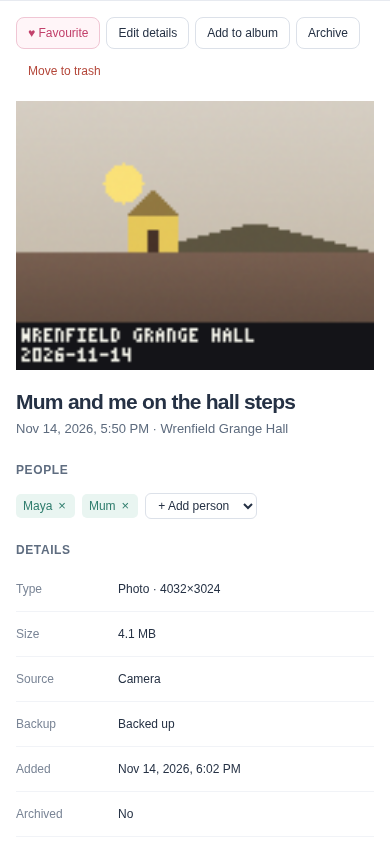 ♥ Favourite
Edit details
Add to album
Archive
Move to trash
WRENFIELD GRANGE HALL
2026-11-14
Mum and me on the hall steps
Nov 14, 2026, 5:50 PM · Wrenfield Grange Hall
PEOPLE
Maya ×
Mum ×
+ Add person
DETAILS
Type Photo · 4032×3024
Size 4.1 MB
Source Camera
Backup Backed up
Added Nov 14, 2026, 6:02 PM
Archived No